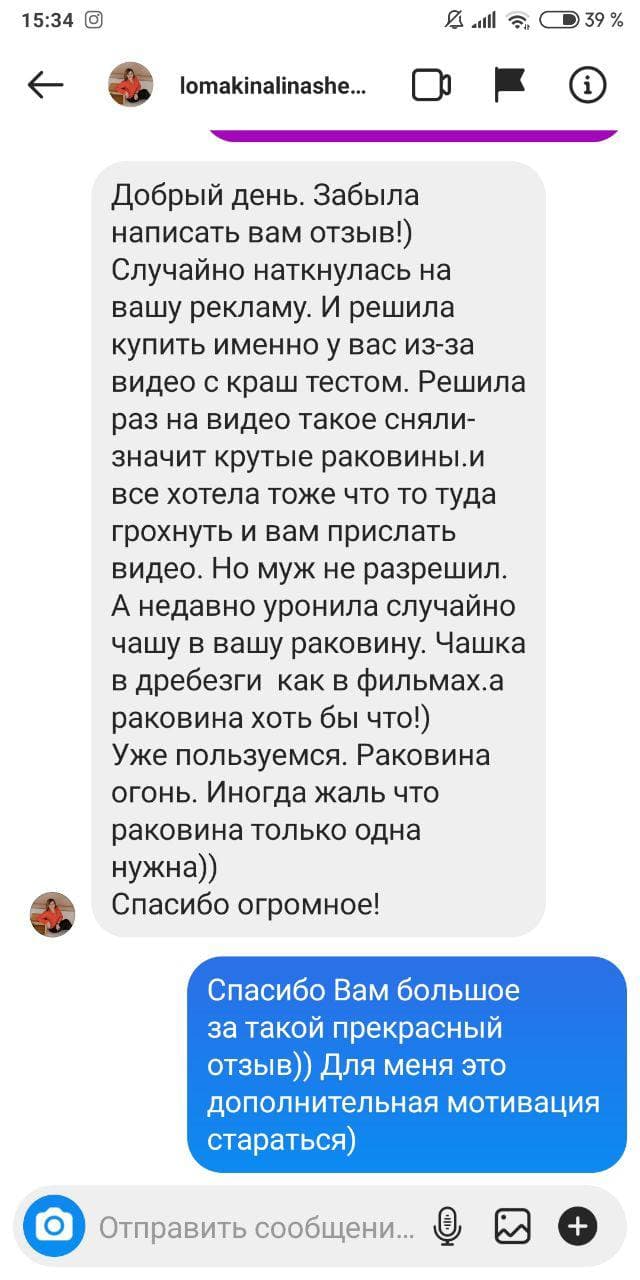 15:34
39 %
lomakinalinashe...
Добрый день. Забыла
написать вам отзыв!)
Случайно наткнулась на
вашу рекламу. И решила
купить именно у вас из-за
видео с краш тестом. Решила
раз на видео такое сняли-
значит крутые раковины.и
все хотела тоже что то туда
грохнуть и вам прислать
видео. Но муж не разрешил.
А недавно уронила случайно
чашу в вашу раковину. Чашка
в дребезги  как в фильмах.а
раковина хоть бы что!)
Уже пользуемся. Раковина
огонь. Иногда жаль что
раковина только одна
нужна))
Спасибо огромное!
Спасибо Вам большое
за такой прекрасный
отзыв)) Для меня это
дополнительная мотивация
стараться)
Отправить сообщени...